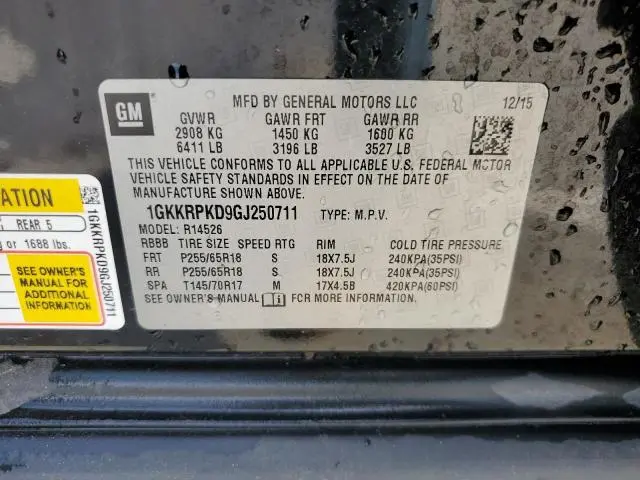 GM
MFD BY GENERAL MOTORS LLC 12/15
GVWR GAWR FRT GAWR RR
2908 KG 1450 KG 1600 KG
6411 LB 3196 LB 3527 LB
THIS VEHICLE CONFORMS TO ALL APPLICABLE U.S. FEDERAL MOTOR
VEHICLE SAFETY STANDARDS IN EFFECT ON THE DATE OF
MANUFACTURE SHOWN ABOVE.
1GKKRPKD9GJ250711 TYPE: M.P.V.
MODEL: R14526
RBBB TIRE SIZE SPEED RTG RIM COLD TIRE PRESSURE
FRT P255/65R18 S 18X7.5J 240KPA(35PSI)
RR P255/65R18 S 18X7.5J 240KPA(35PSI)
SPA T145/70R17 M 17X4.5B 420KPA(60PSI)
SEE OWNER'S MANUAL FOR MORE INFORMATION.
REAR 5
or 1688 lbs.
SEE OWNER'S
MANUAL FOR
ADDITIONAL
INFORMATION
1GKKRPKD9GJ250711